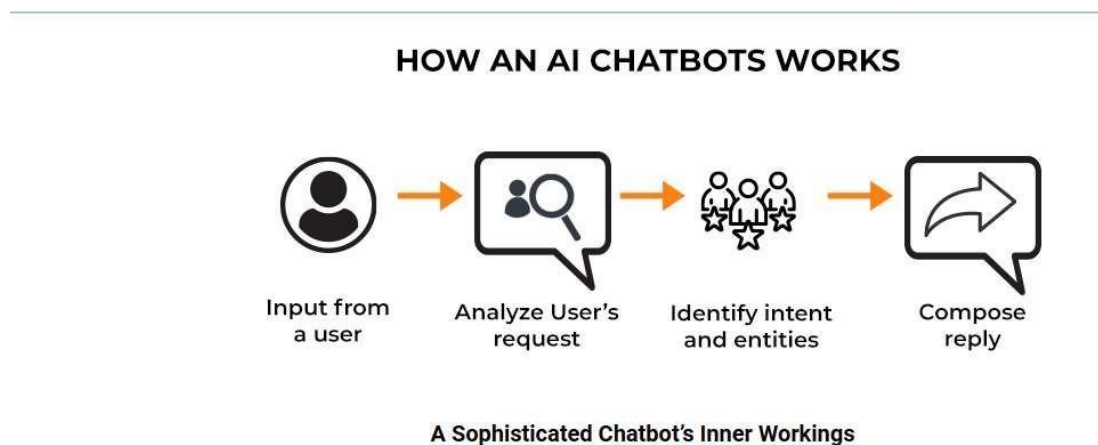 HOW AN AI CHATBOTS WORKS
Input from
a user
Analyze User's
request
Identify intent
and entities
Compose
reply
A Sophisticated Chatbot's Inner Workings